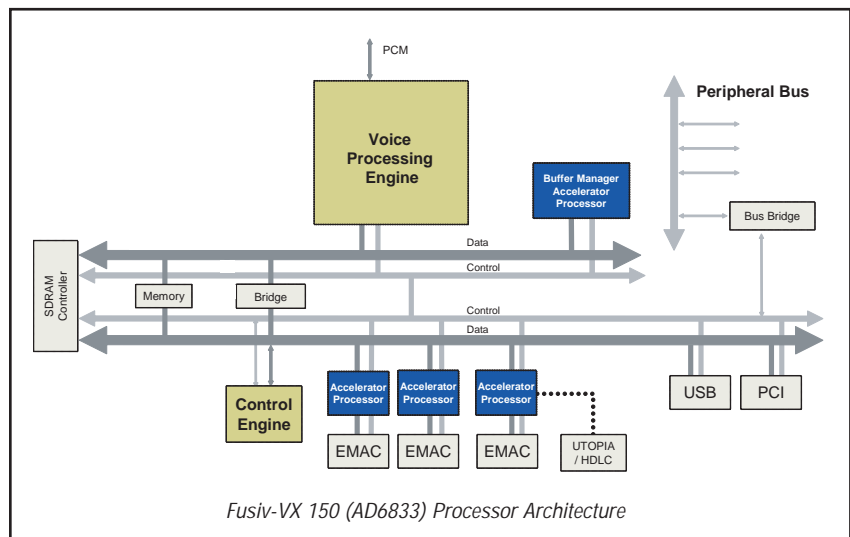 PCM
Peripheral Bus
Voice
Processing
Engine
Buffer Manager
Accelerator
Processor
Bus Bridge
SDRAM
Controller
Data
Control
Memory
Bridge
Control
Data
Control
Engine
Accelerator
Processor
Accelerator
Processor
Accelerator
Processor
USB
PCI
EMAC
EMAC
EMAC
UTOPIA
/ HDLC
Fusiv-VX 150 (AD6833) Processor Architecture